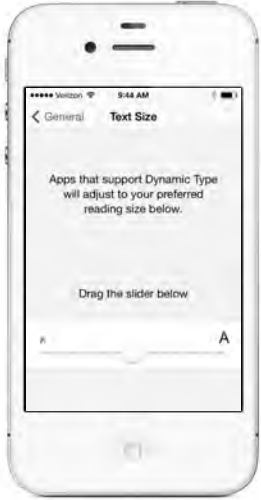 Verizon 9:44 AM
General Text Size
Apps that support Dynamic Type
will adjust to your preferred
reading size below.
Drag the slider below
A A